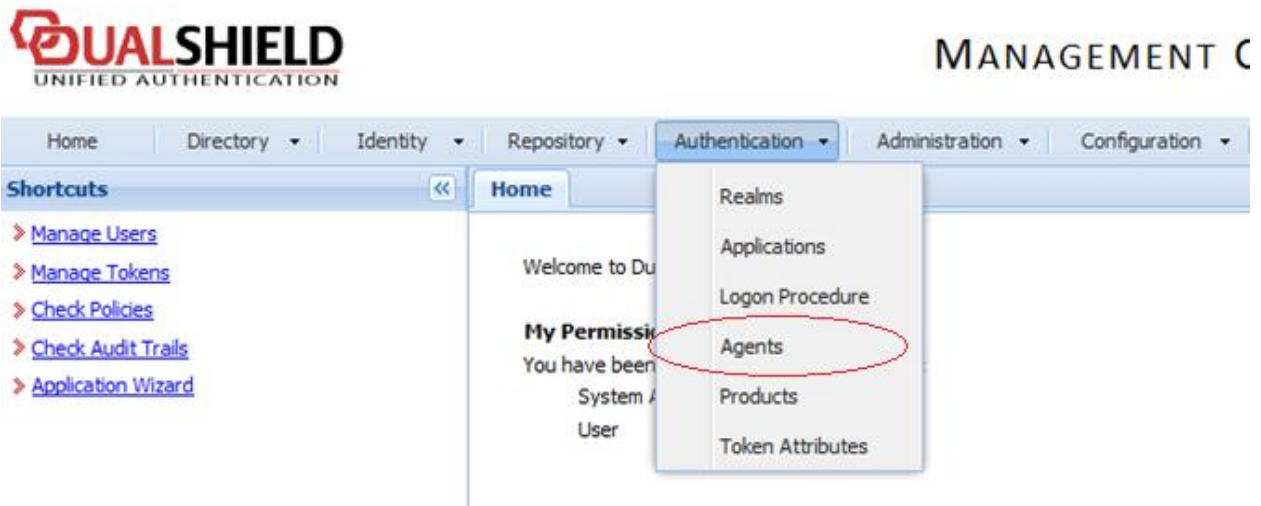 DUALSHIELD
UNIFIED AUTHENTICATION
MANAGEMENT
Home Directory Identity Repository Authentication Administration Configuration
Shortcuts
Home
Manage Users
Manage Tokens
Check Policies
Check Audit Trails
Application Wizard
Welcome to
My
You have been
System
User
Realms
Applications
Logon Procedure
Agents
Products
Token Attributes